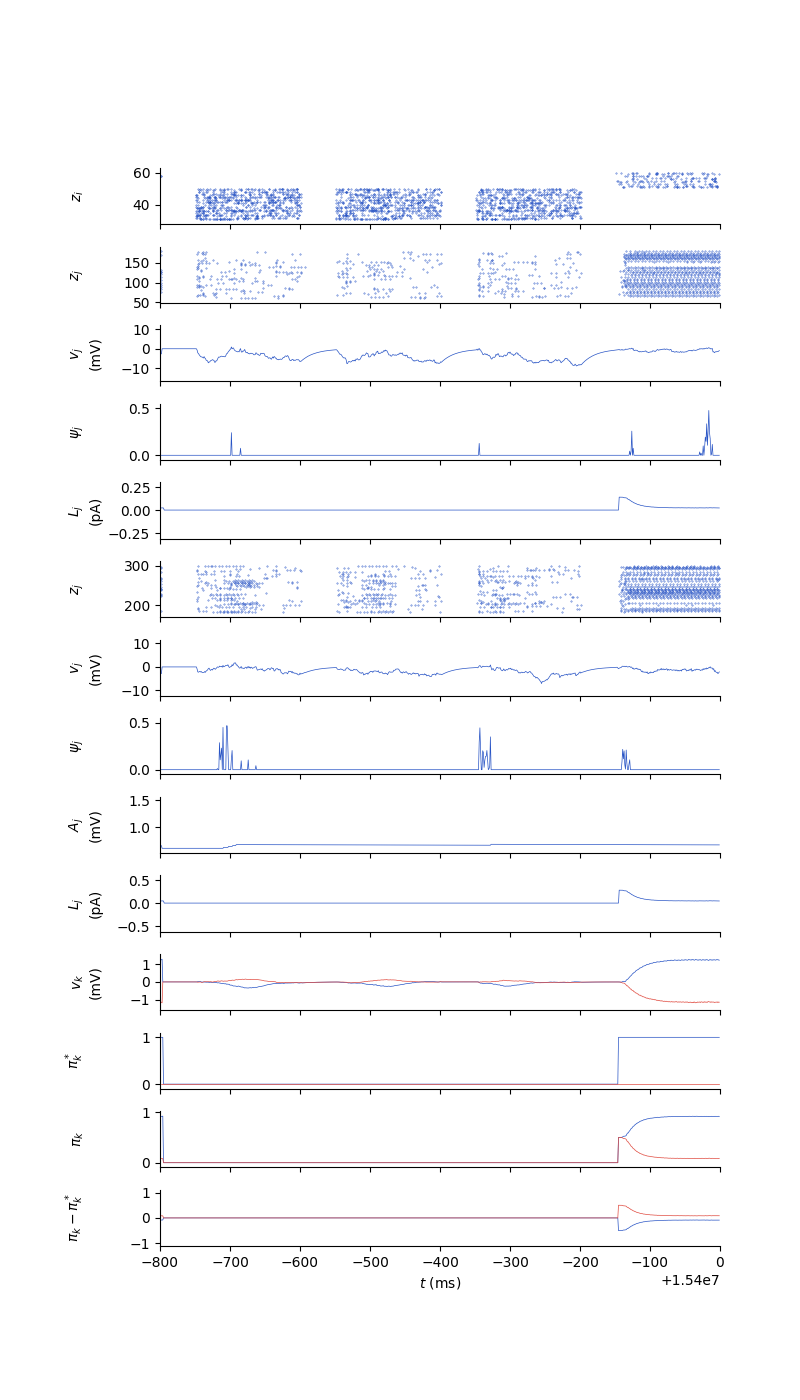 60
40
z_i
150
100
50
z_j
10
0
−10
v_j
(mV)
0.5
0.0
ψ_j
0.25
0.00
−0.25
L_j
(pA)
300
200
z_j
10
0
−10
v_j
(mV)
0.5
0.0
ψ_j
1.5
1.0
A_j
(mV)
0.5
0.0
−0.5
L_j
(pA)
1
0
−1
v_k
(mV)
1
0
π_k^*
1
0
π_k
1
0
−1
π_k − π_k^*
−800 −700 −600 −500 −400 −300 −200 −100 0
t (ms)
+1.54e7